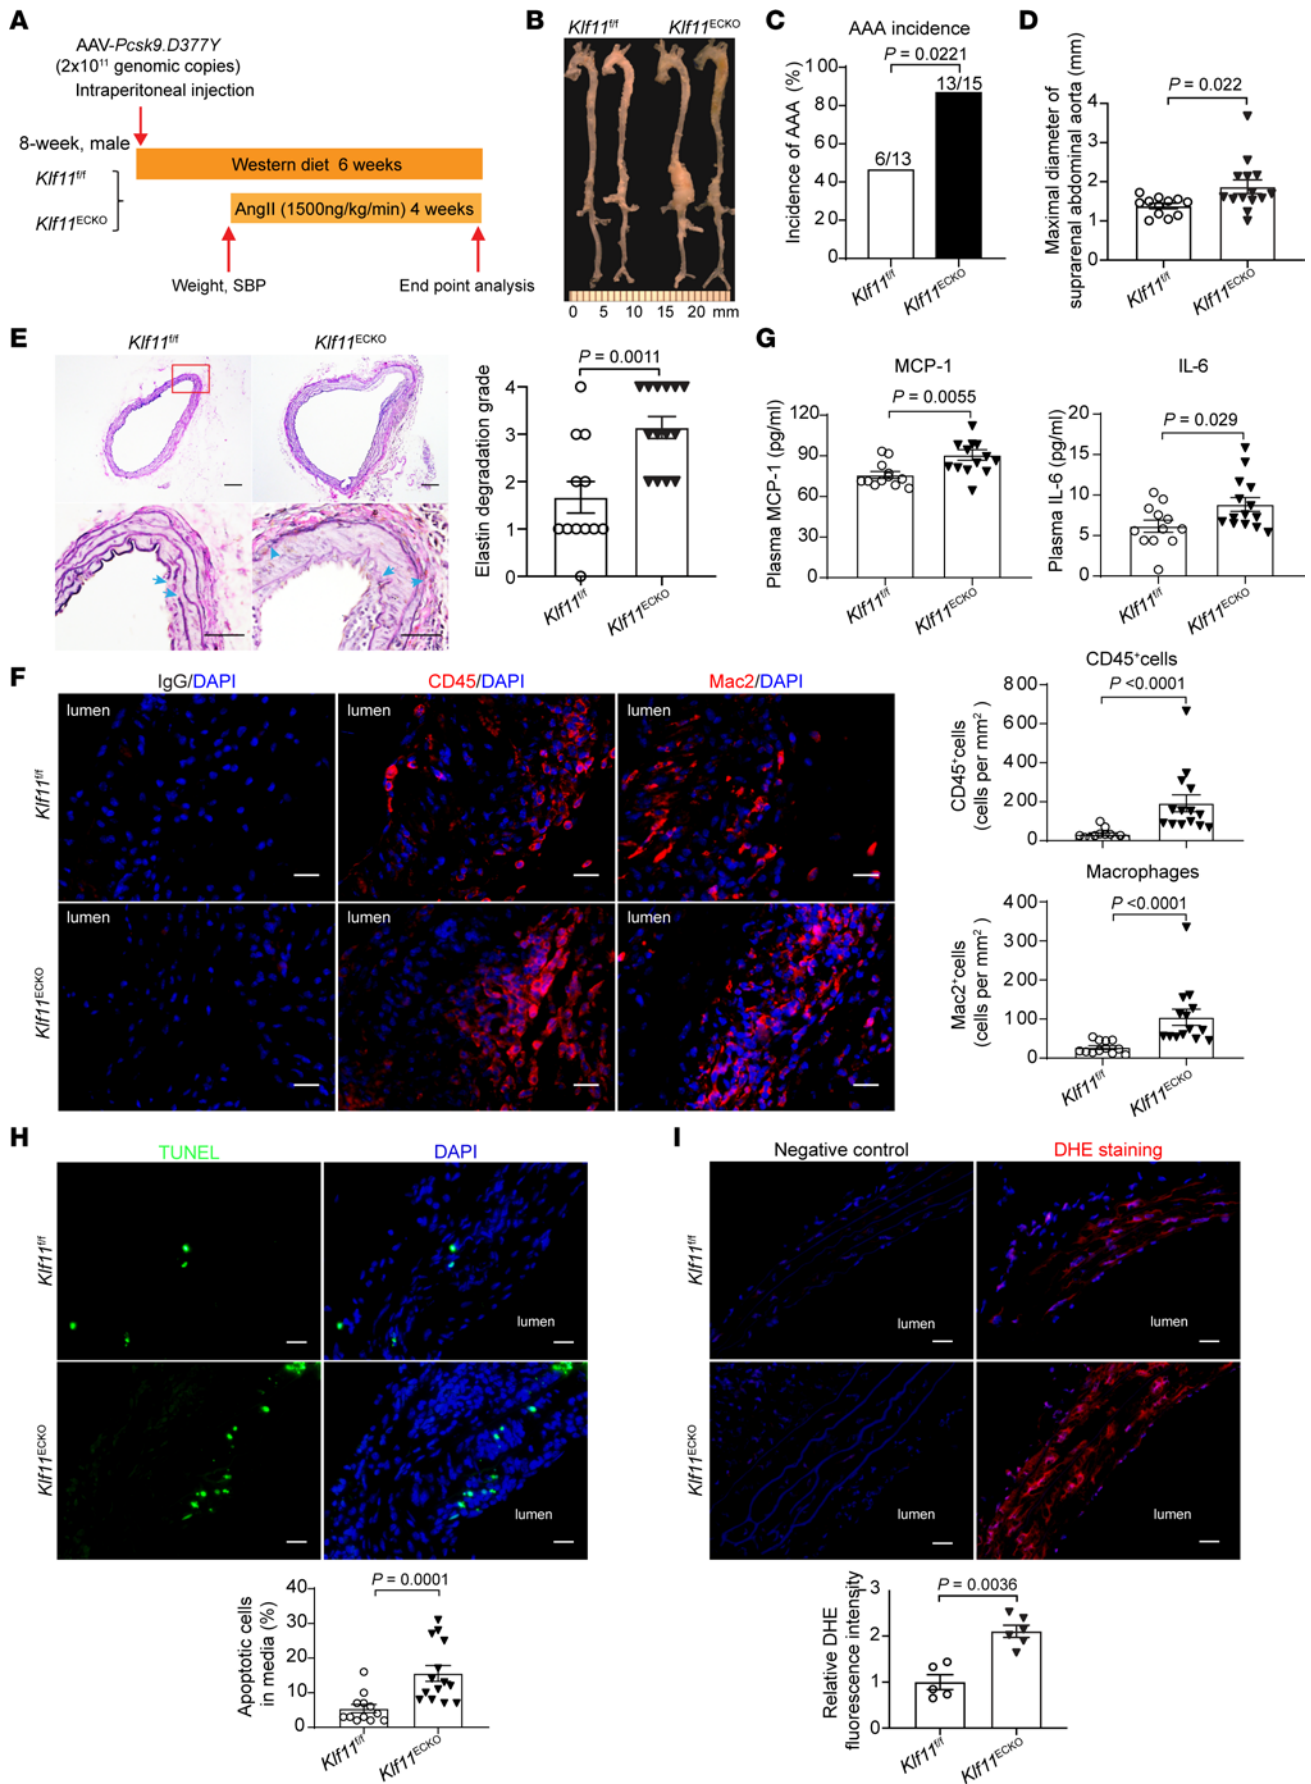 A
AAV-Pcsk9.D377Y
(2x10¹¹ genomic copies)
Intraperitoneal injection
8-week, male
Klf11f/f
Klf11ECKO
Western diet 6 weeks
AngII (1500ng/kg/min) 4 weeks
Weight, SBP
End point analysis
B
Klf11f/f
Klf11ECKO
0 5 10 15 20 mm
C
AAA incidence
P = 0.0221
Incidence of AAA (%)
100
80
60
40
20
0
6/13
13/15
Klf11f/f
Klf11ECKO
D
Maximal diameter of
suprarenal abdominal aorta (mm)
P = 0.022
4
3
2
1
0
Klf11f/f
Klf11ECKO
E
Klf11f/f
Klf11ECKO
P = 0.0011
Elastin degradation grade
4
3
2
1
0
Klf11f/f
Klf11ECKO
G
MCP-1
P = 0.0055
Plasma MCP-1 (pg/ml)
120
90
60
30
0
Klf11f/f
Klf11ECKO
IL-6
P = 0.029
Plasma IL-6 (pg/ml)
20
15
10
5
0
Klf11f/f
Klf11ECKO
F
IgG/DAPI
CD45/DAPI
Mac2/DAPI
Klf11f/f
lumen
lumen
lumen
Klf11ECKO
lumen
lumen
lumen
CD45⁺cells
P <0.0001
CD45⁺cells
(cells per mm²)
800
600
400
200
0
Macrophages
P <0.0001
Mac2⁺cells
(cells per mm²)
400
300
200
100
0
Klf11f/f
Klf11ECKO
H
TUNEL
DAPI
Klf11f/f
lumen
Klf11ECKO
lumen
P = 0.0001
Apoptotic cells
in media (%)
40
30
20
10
0
Klf11f/f
Klf11ECKO
I
Negative control
DHE staining
Klf11f/f
lumen
lumen
Klf11ECKO
lumen
lumen
P = 0.0036
Relative DHE
fluorescence intensity
3
2
1
0
Klf11f/f
Klf11ECKO